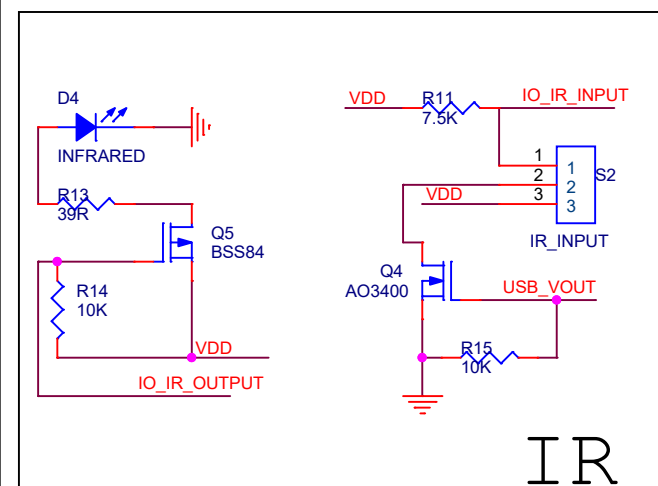 D4
INFRARED
R13
39R
Q5
BSS84
R14
10K
VDD
IO_IR_OUTPUT
VDD
R11
7.5K
IO_IR_INPUT
1
2
3
1
2
3
S2
VDD
IR_INPUT
Q4
AO3400
USB_VOUT
R15
10K
IR